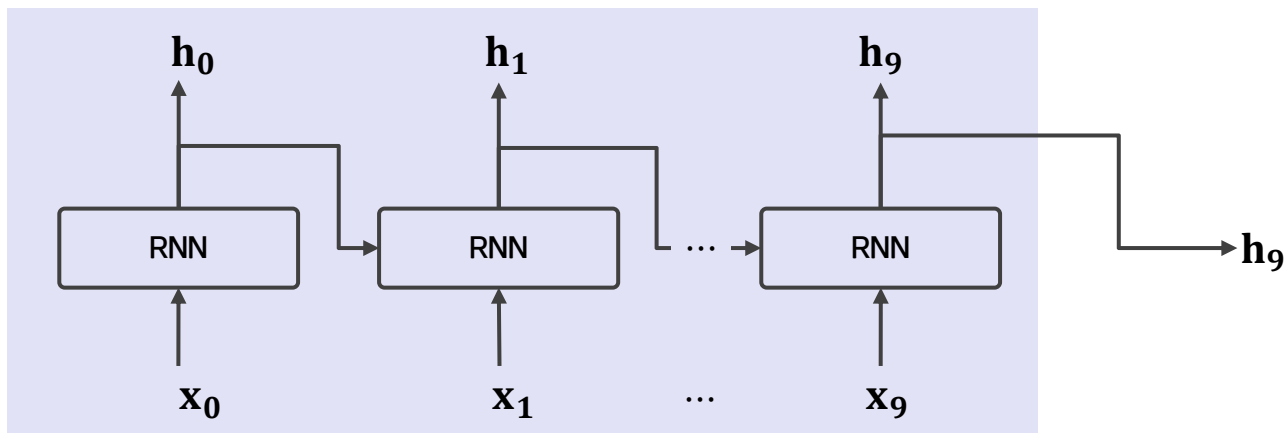 h₀ h₁ h₉
RNN RNN ... RNN
h₉
x₀ x₁ ... x₉